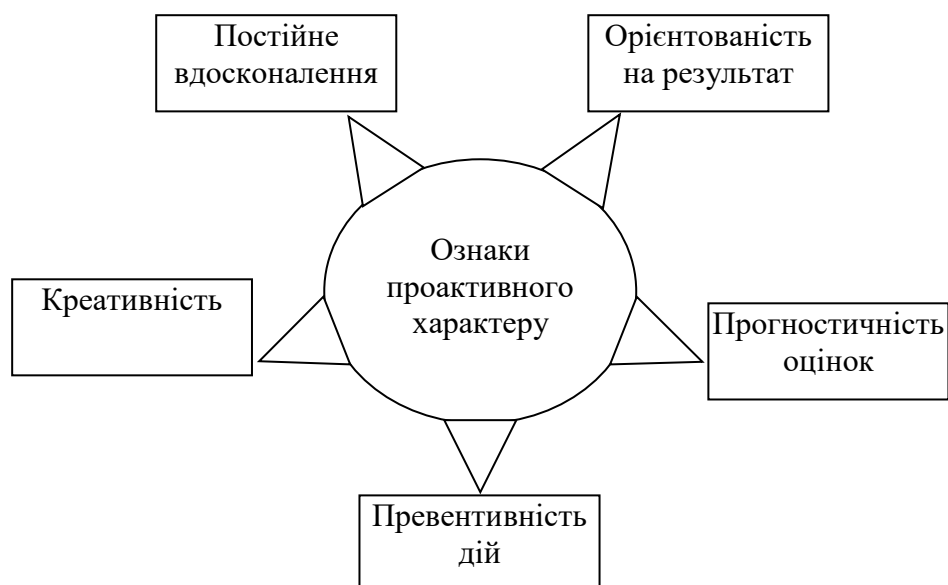 Постійне
вдосконалення
Орієнтованість
на результат
Ознаки
проактивного
характеру
Креативність
Прогностичність
оцінок
Превентивність
дій